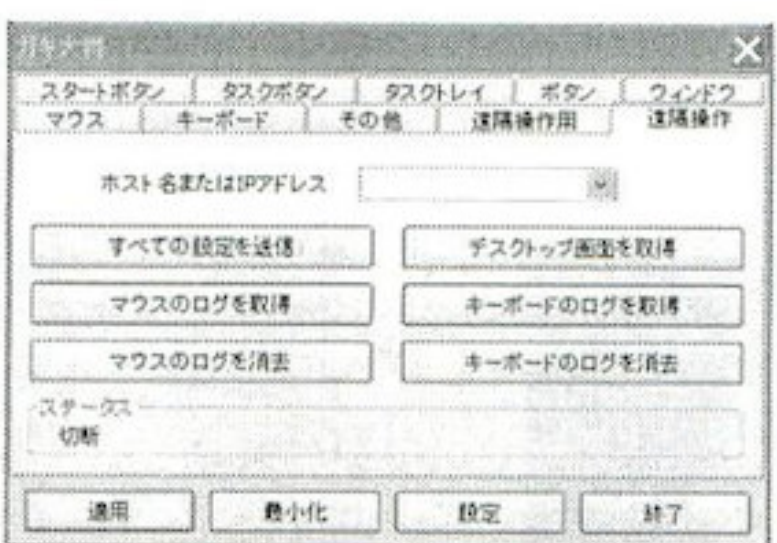 スタートボタン タスクボタン タスクトレイ ボタン ウィンドウ
マウス キーボード その他 遠隔操作用 遠隔操作
ホスト名またはIPアドレス
すべての設定を送信 デスクトップ画面を取得
マウスのログを取得 キーボードのログを取得
マウスのログを消去 キーボードのログを消去
ステータス
切断
適用 最小化 設定 終了